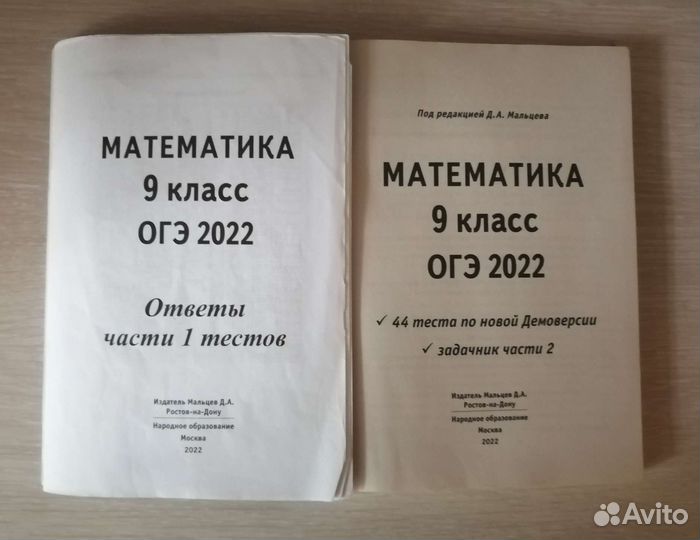 МАТЕМАТИКА
9 класс
ОГЭ 2022
Ответы
части 1 тестов
Издатель Мальцев Д.А.
Ростов-на-Дону
Народное образование
Москва
2022
Под редакцией Д.А. Мальцева
МАТЕМАТИКА
9 класс
ОГЭ 2022
✓ 44 теста по новой Демоверсии
✓ задачник части 2
Издатель Мальцев Д.А.
Ростов-на-Дону
Народное образование
Москва
2022
Avito